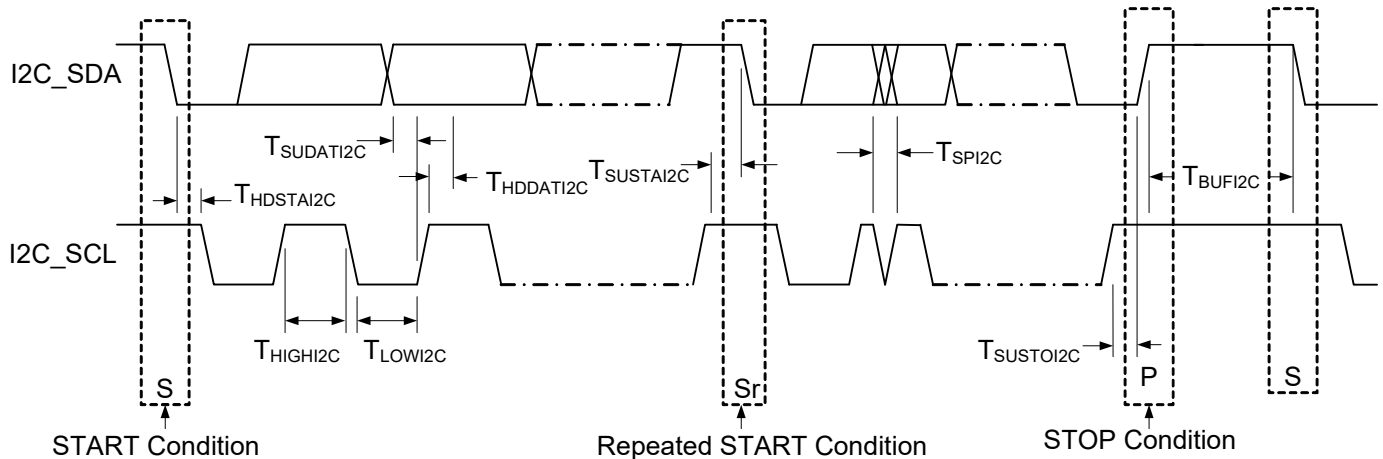 I2C_SDA
TSUDATI2C
THDDATI2C
TSUSTAI2C
TSPI2C
TBUFI2C
THDSTAI2C
I2C_SCL
THIGHI2C
TLOWI2C
TSUSTOI2C
S
Sr
P
S
START Condition
Repeated START Condition
STOP Condition